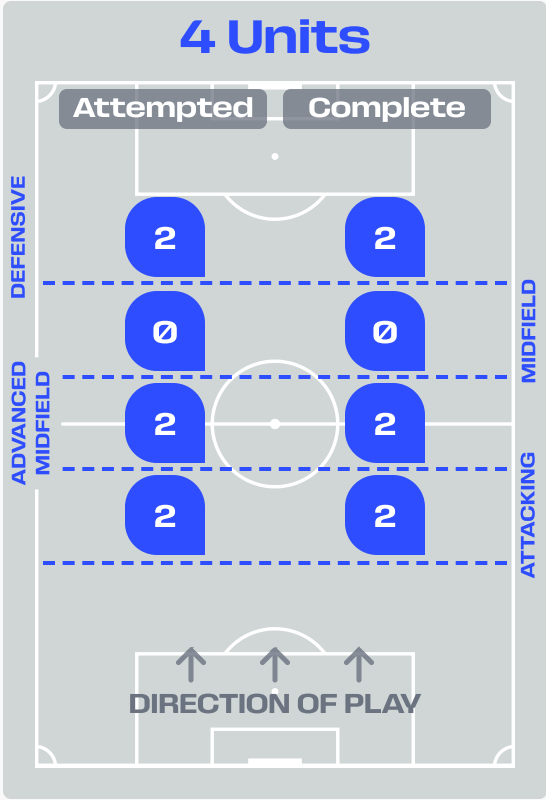 4 Units
Attempted Complete
DEFENSIVE
2 2
MIDFIELD
0 0
ADVANCED
MIDFIELD
2 2
ATTACKING
2 2
DIRECTION OF PLAY